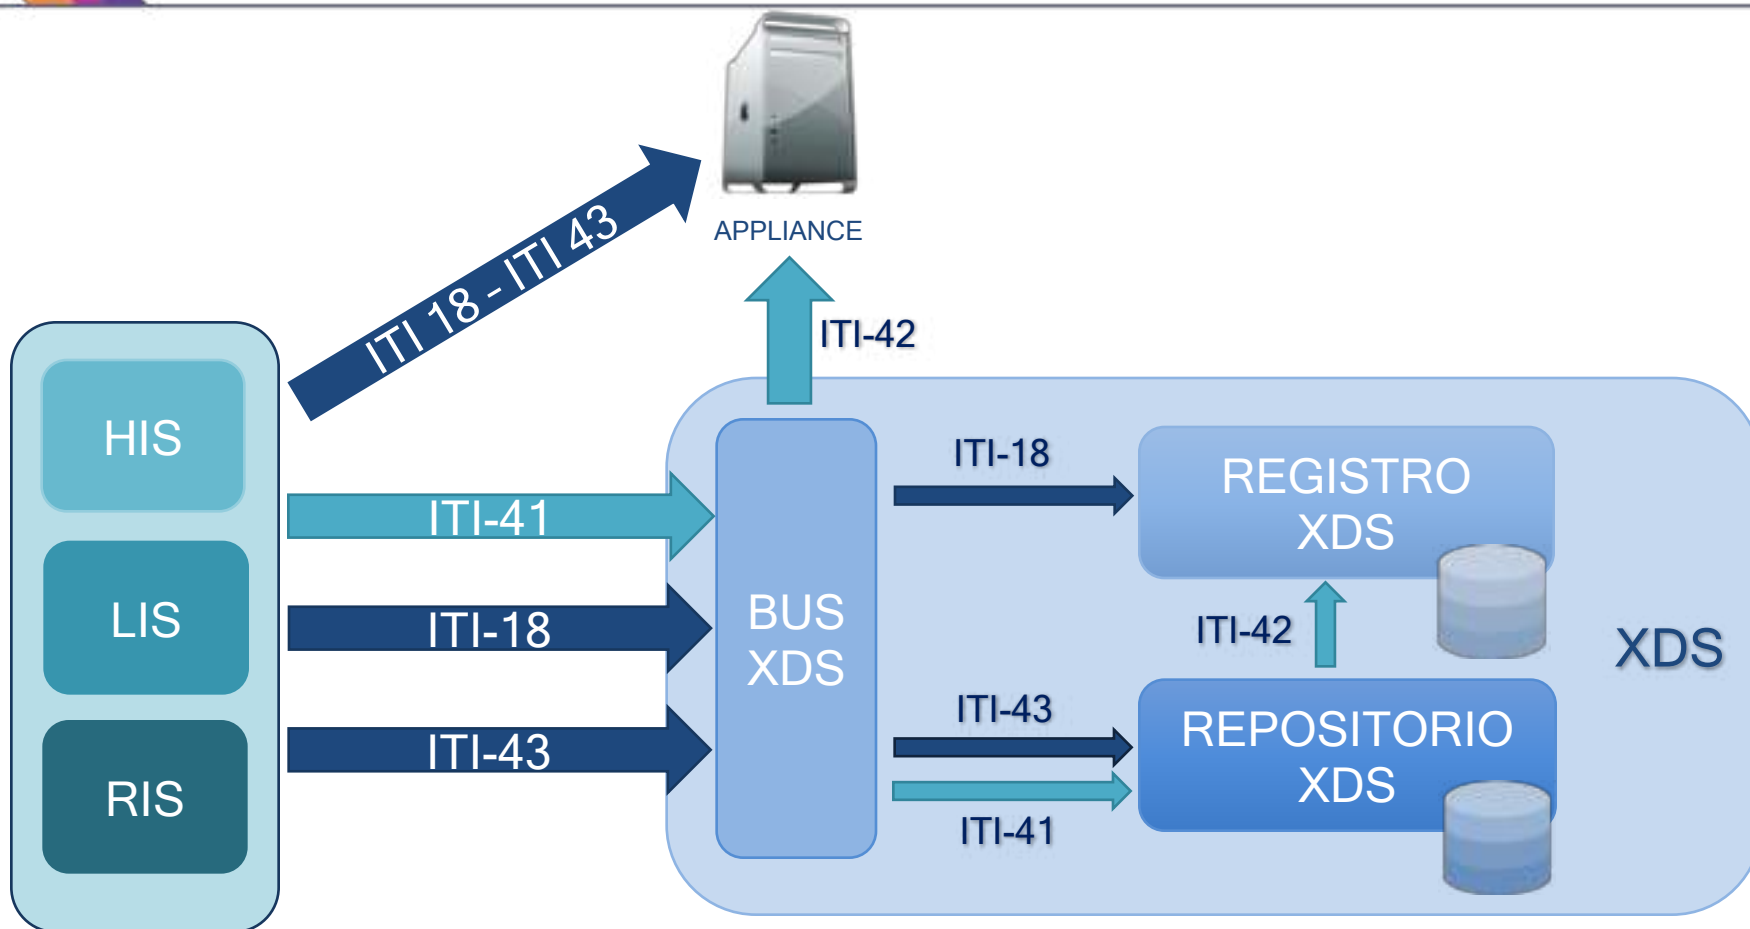 APPLIANCE
ITI 18 - ITI 43
ITI-42
HIS
LIS
RIS
ITI-41
ITI-18
ITI-43
BUS
XDS
ITI-18
REGISTRO
XDS
ITI-42
XDS
ITI-43
ITI-41
REPOSITORIO
XDS